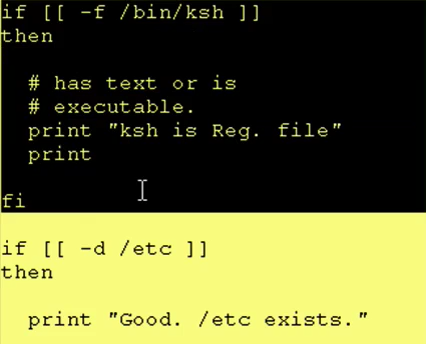 if [[ -f /bin/ksh ]]
then
# has text or is
# executable.
print "ksh is Reg. file"
print
fi
if [[ -d /etc ]]
then
print "Good. /etc exists."